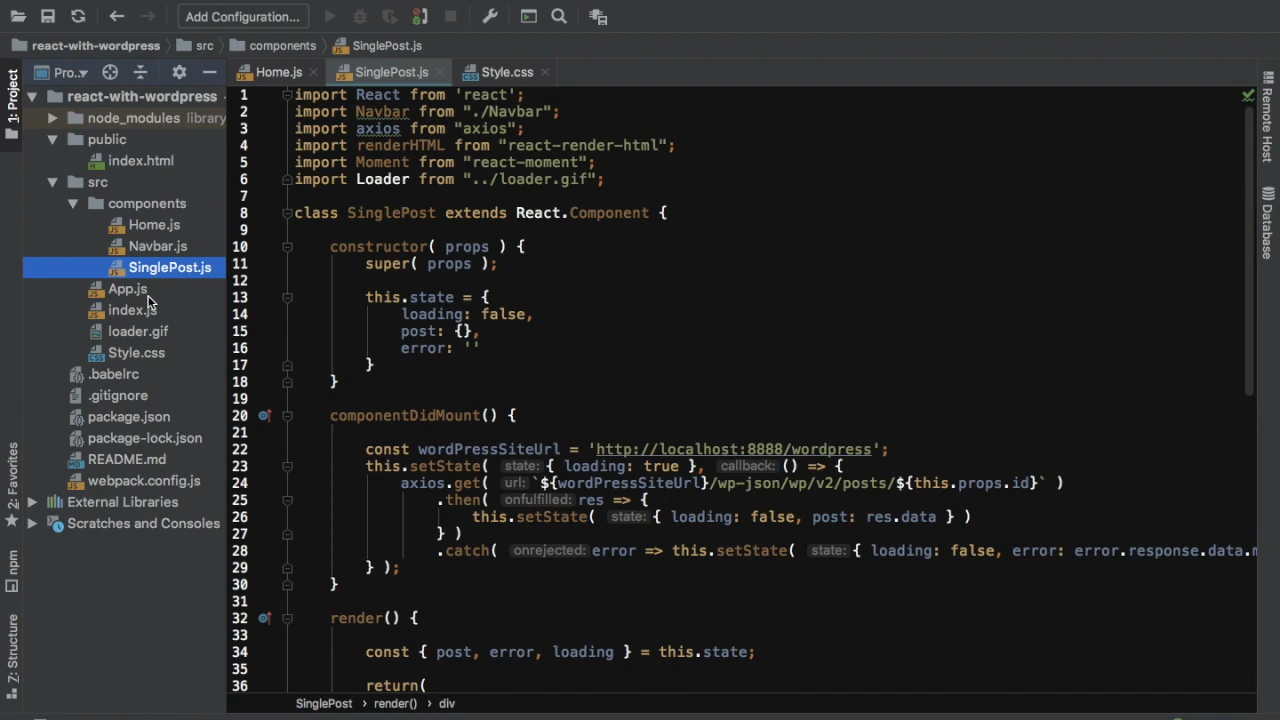 Add Configuration...
react-with-wordpress
src
components
SinglePost.js
1: Project
2: Favorites
npm
Z: Structure
Pro..
react-with-wordpress
node_modules library
public
index.html
src
components
Home.js
Navbar.js
SinglePost.js
App.js
index.js
loader.gif
Style.css
.babelrc
.gitignore
package.json
package-lock.json
README.md
webpack.config.js
External Libraries
Scratches and Consoles
Home.js
SinglePost.js
Style.css
1 import React from 'react';
2 import Navbar from "./Navbar";
3 import axios from "axios";
4 import renderHTML from "react-render-html";
5 import Moment from "react-moment";
6 import Loader from "../loader.gif";
7
8 class SinglePost extends React.Component {
9
10 constructor( props ) {
11 super( props );
12
13 this.state = {
14 loading: false,
15 post: {},
16 error: ''
17 }
18 }
19
20 componentDidMount() {
21
22 const wordPressSiteUrl = 'http://localhost:8888/wordpress';
23 this.setState( state: { loading: true }, callback: () => {
24 axios.get( url: `${wordPressSiteUrl}/wp-json/wp/v2/posts/${this.props.id}` )
25 .then( onfulfilled: res => {
26 this.setState( state: { loading: false, post: res.data } )
27 } )
28 .catch( onrejected: error => this.setState( state: { loading: false, error: error.response.data.m
29 } );
30 }
31
32 render() {
33
34 const { post, error, loading } = this.state;
35
36 return(
SinglePost
render()
div
Remote Host
Database